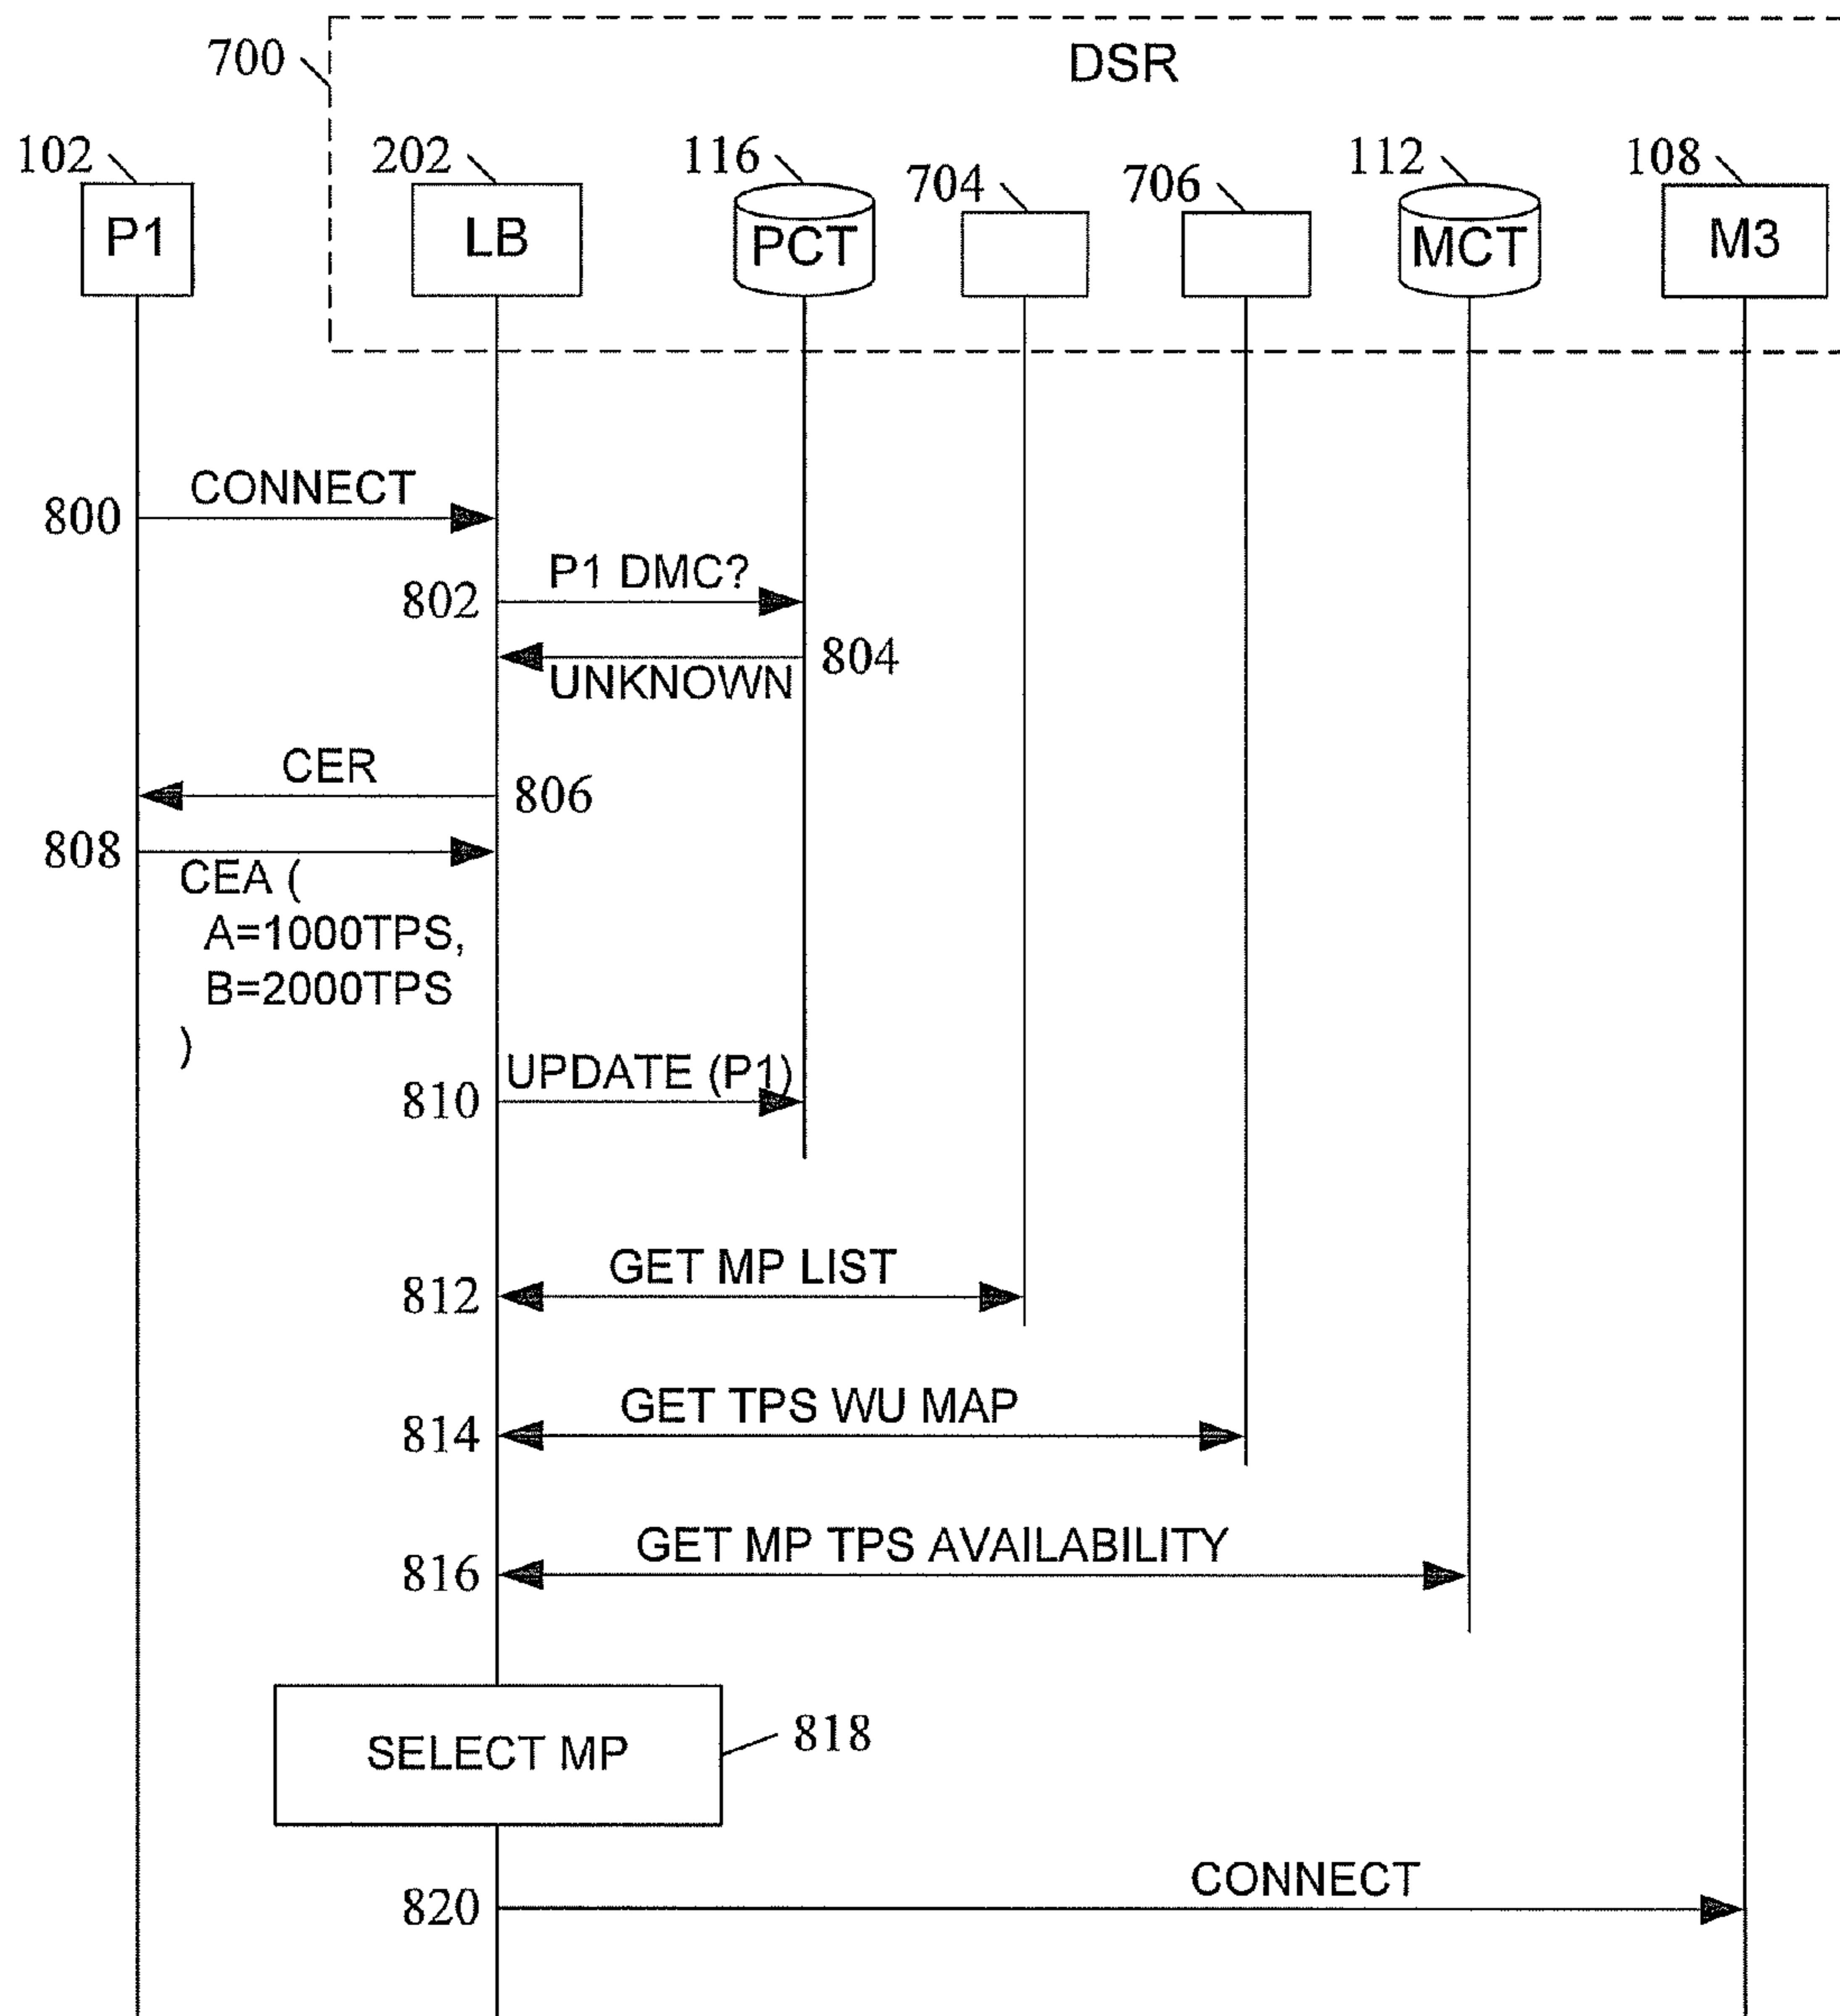 700
DSR
102
202
116
704
706
112
108
P1
LB
PCT
MCT
M3
CONNECT
800
P1 DMC?
802
804
UNKNOWN
CER
806
808
CEA (
A=1000TPS,
B=2000TPS
)
UPDATE (P1)
810
GET MP LIST
812
GET TPS WU MAP
814
GET MP TPS AVAILABILITY
816
SELECT MP
818
CONNECT
820